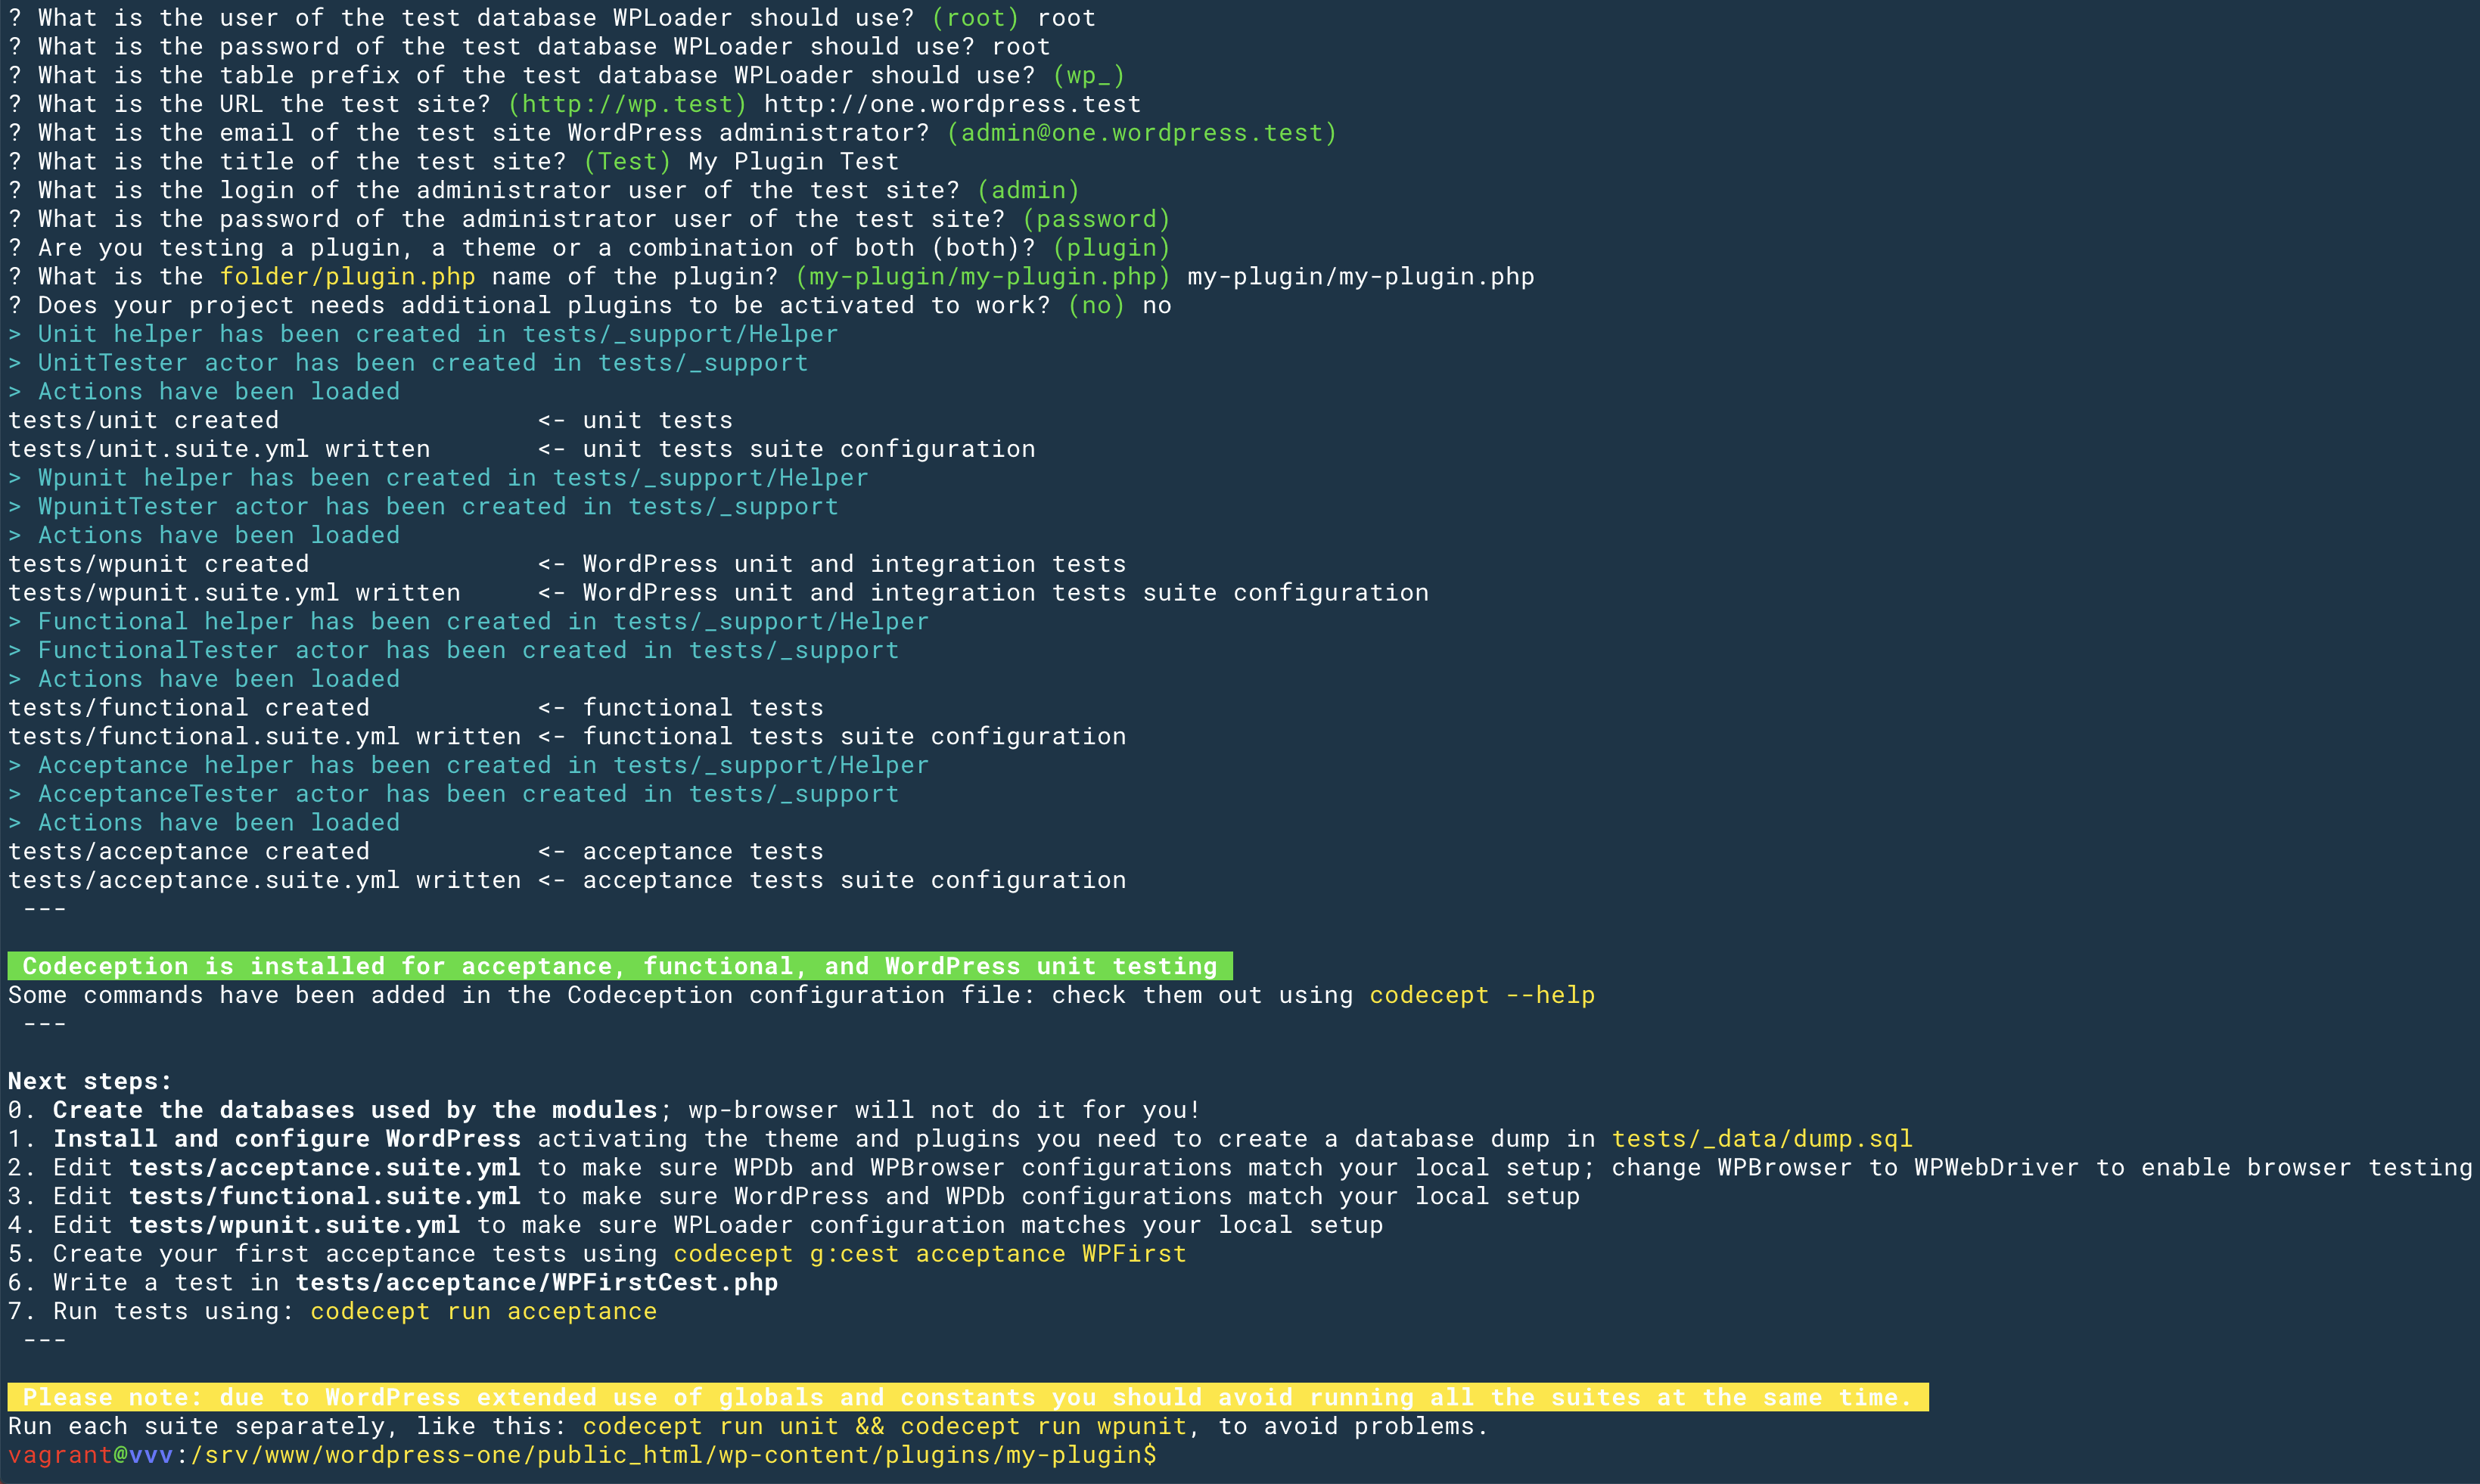 ? What is the user of the test database WPLoader should use? (root) root
? What is the password of the test database WPLoader should use? root
? What is the table prefix of the test database WPLoader should use? (wp_)
? What is the URL the test site? (http://wp.test) http://one.wordpress.test
? What is the email of the test site WordPress administrator? (admin@one.wordpress.test)
? What is the title of the test site? (Test) My Plugin Test
? What is the login of the administrator user of the test site? (admin)
? What is the password of the administrator user of the test site? (password)
? Are you testing a plugin, a theme or a combination of both (both)? (plugin)
? What is the folder/plugin.php name of the plugin? (my-plugin/my-plugin.php) my-plugin/my-plugin.php
? Does your project needs additional plugins to be activated to work? (no) no
> Unit helper has been created in tests/_support/Helper
> UnitTester actor has been created in tests/_support
> Actions have been loaded
tests/unit created                 <- unit tests
tests/unit.suite.yml written       <- unit tests suite configuration
> Wpunit helper has been created in tests/_support/Helper
> WpunitTester actor has been created in tests/_support
> Actions have been loaded
tests/wpunit created               <- WordPress unit and integration tests
tests/wpunit.suite.yml written     <- WordPress unit and integration tests suite configuration
> Functional helper has been created in tests/_support/Helper
> FunctionalTester actor has been created in tests/_support
> Actions have been loaded
tests/functional created           <- functional tests
tests/functional.suite.yml written <- functional tests suite configuration
> Acceptance helper has been created in tests/_support/Helper
> AcceptanceTester actor has been created in tests/_support
> Actions have been loaded
tests/acceptance created           <- acceptance tests
tests/acceptance.suite.yml written <- acceptance tests suite configuration
 ---
Codeception is installed for acceptance, functional, and WordPress unit testing
Some commands have been added in the Codeception configuration file: check them out using codecept --help
 ---
Next steps:
0. Create the databases used by the modules; wp-browser will not do it for you!
1. Install and configure WordPress activating the theme and plugins you need to create a database dump in tests/_data/dump.sql
2. Edit tests/acceptance.suite.yml to make sure WPDb and WPBrowser configurations match your local setup; change WPBrowser to WPWebDriver to enable browser testing
3. Edit tests/functional.suite.yml to make sure WordPress and WPDb configurations match your local setup
4. Edit tests/wpunit.suite.yml to make sure WPLoader configuration matches your local setup
5. Create your first acceptance tests using codecept g:cest acceptance WPFirst
6. Write a test in tests/acceptance/WPFirstCest.php
7. Run tests using: codecept run acceptance
 ---
Please note: due to WordPress extended use of globals and constants you should avoid running all the suites at the same time.
Run each suite separately, like this: codecept run unit && codecept run wpunit, to avoid problems.
vagrant@vvv:/srv/www/wordpress-one/public_html/wp-content/plugins/my-plugin$